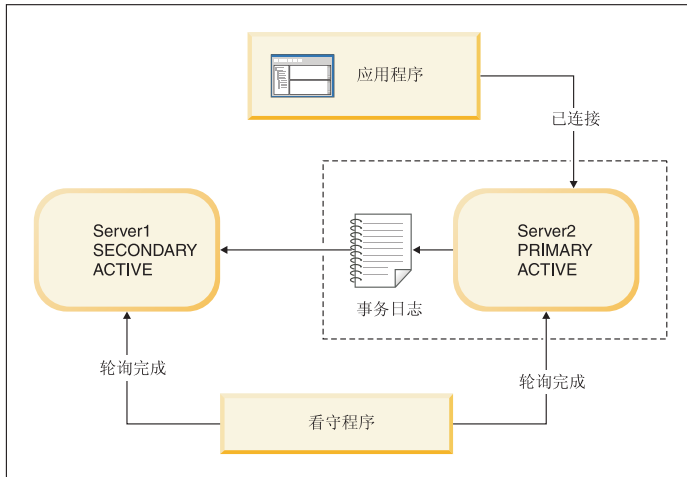 应用程序
已连接
Server1
SECONDARY
ACTIVE
Server2
PRIMARY
ACTIVE
事务日志
轮询完成
轮询完成
看守程序